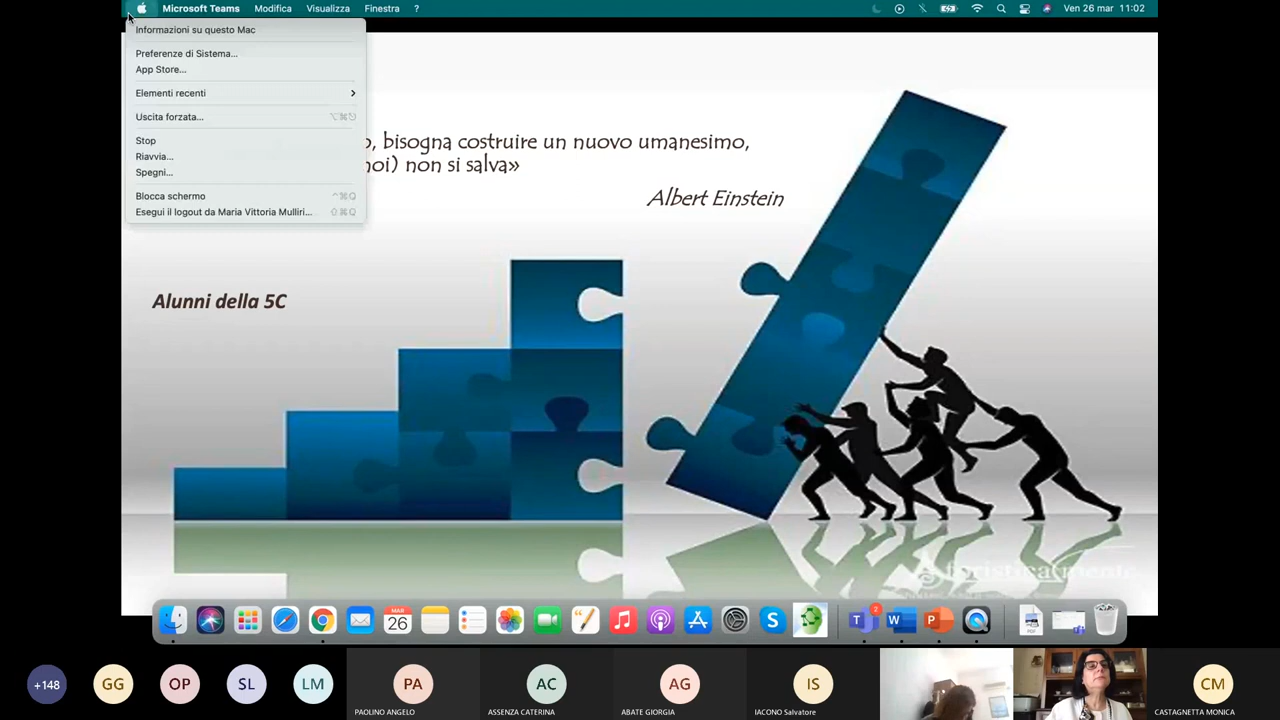 Microsoft Teams Modifica Visualizza Finestra ? Ven 26 mar 11:02
Informazioni su questo Mac
Preferenze di Sistema...
App Store...
Elementi recenti
Uscita forzata... ⌥⌘⎋
Stop
Riavvia...
Spegni...
Blocca schermo ^⌘Q
Esegui il logout da Maria Vittoria Mulliri... ⇧⌘Q
, bisogna costruire un nuovo umanesimo,
noi) non si salva»
Albert Einstein
Alunni della 5C
MAR
26
2
T W P
PDF
+148 GG OP SL LM PA AC AG IS CM
PAOLINO ANGELO ASSENZA CATERINA ABATE GIORGIA IACONO Salvatore CASTAGNETTA MONICA